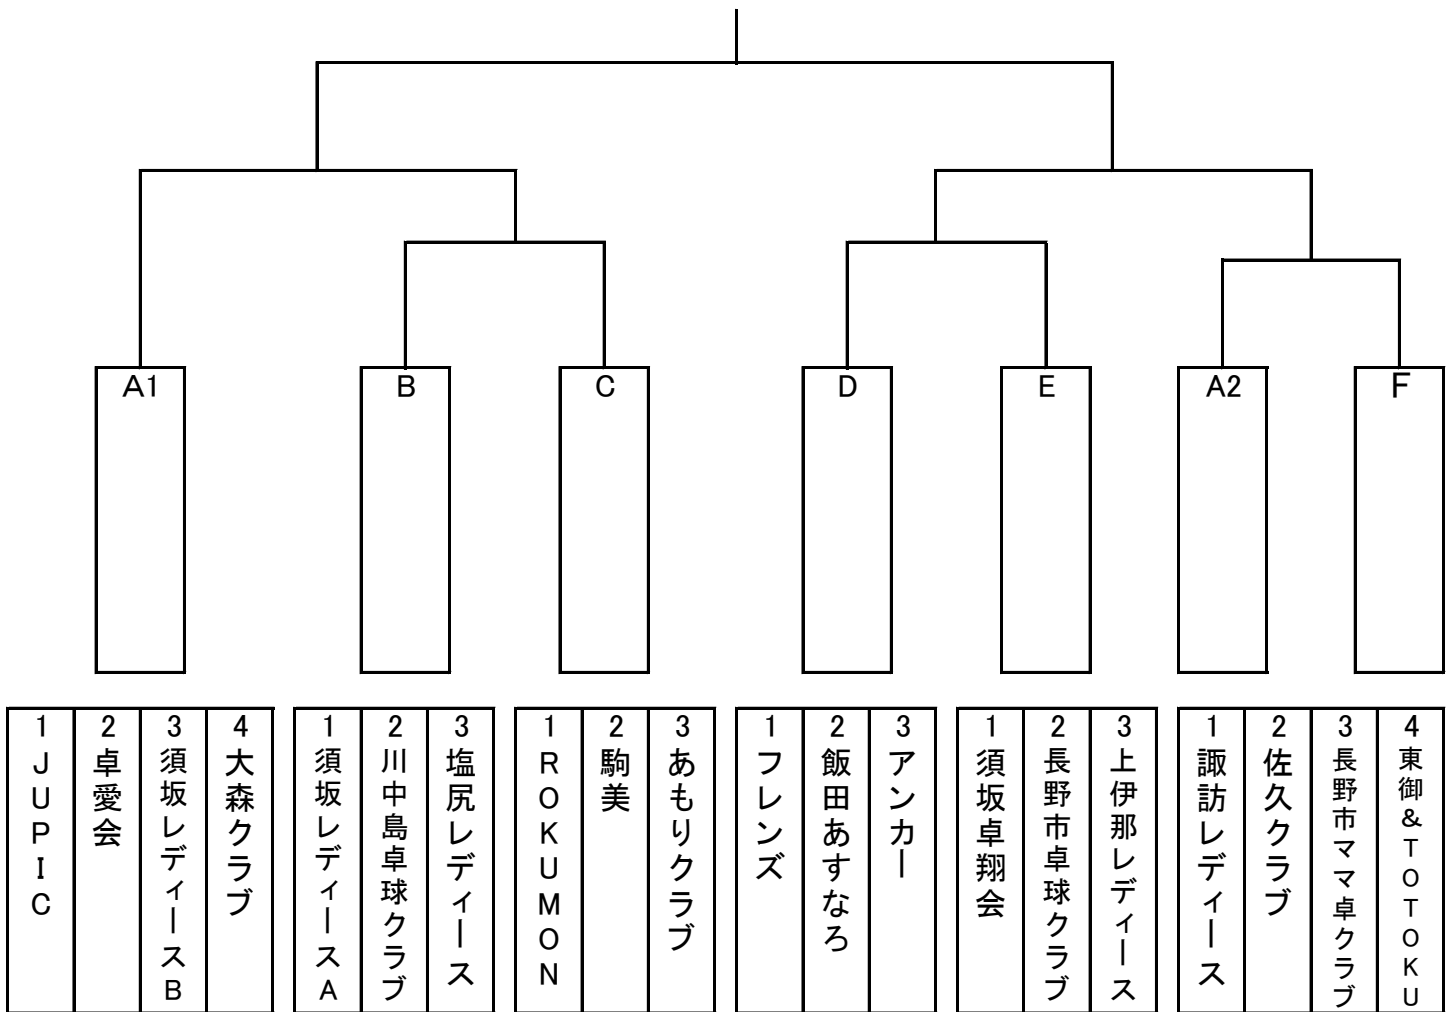 A1
B
C
D
E
A2
F
1 JUPIC
2 卓愛会
3 須坂レディースB
4 大森クラブ
1 須坂レディースA
2 川中島卓球クラブ
3 塩尻レディース
1 ROKUMON
2 駒美
3 あもりクラブ
1 フレンズ
2 飯田あすなろ
3 アンカー
1 須坂卓翔会
2 長野市卓球クラブ
3 上伊那レディース
1 諏訪レディース
2 佐久クラブ
3 長野市ママ卓クラブ
4 東御&TOTOKU